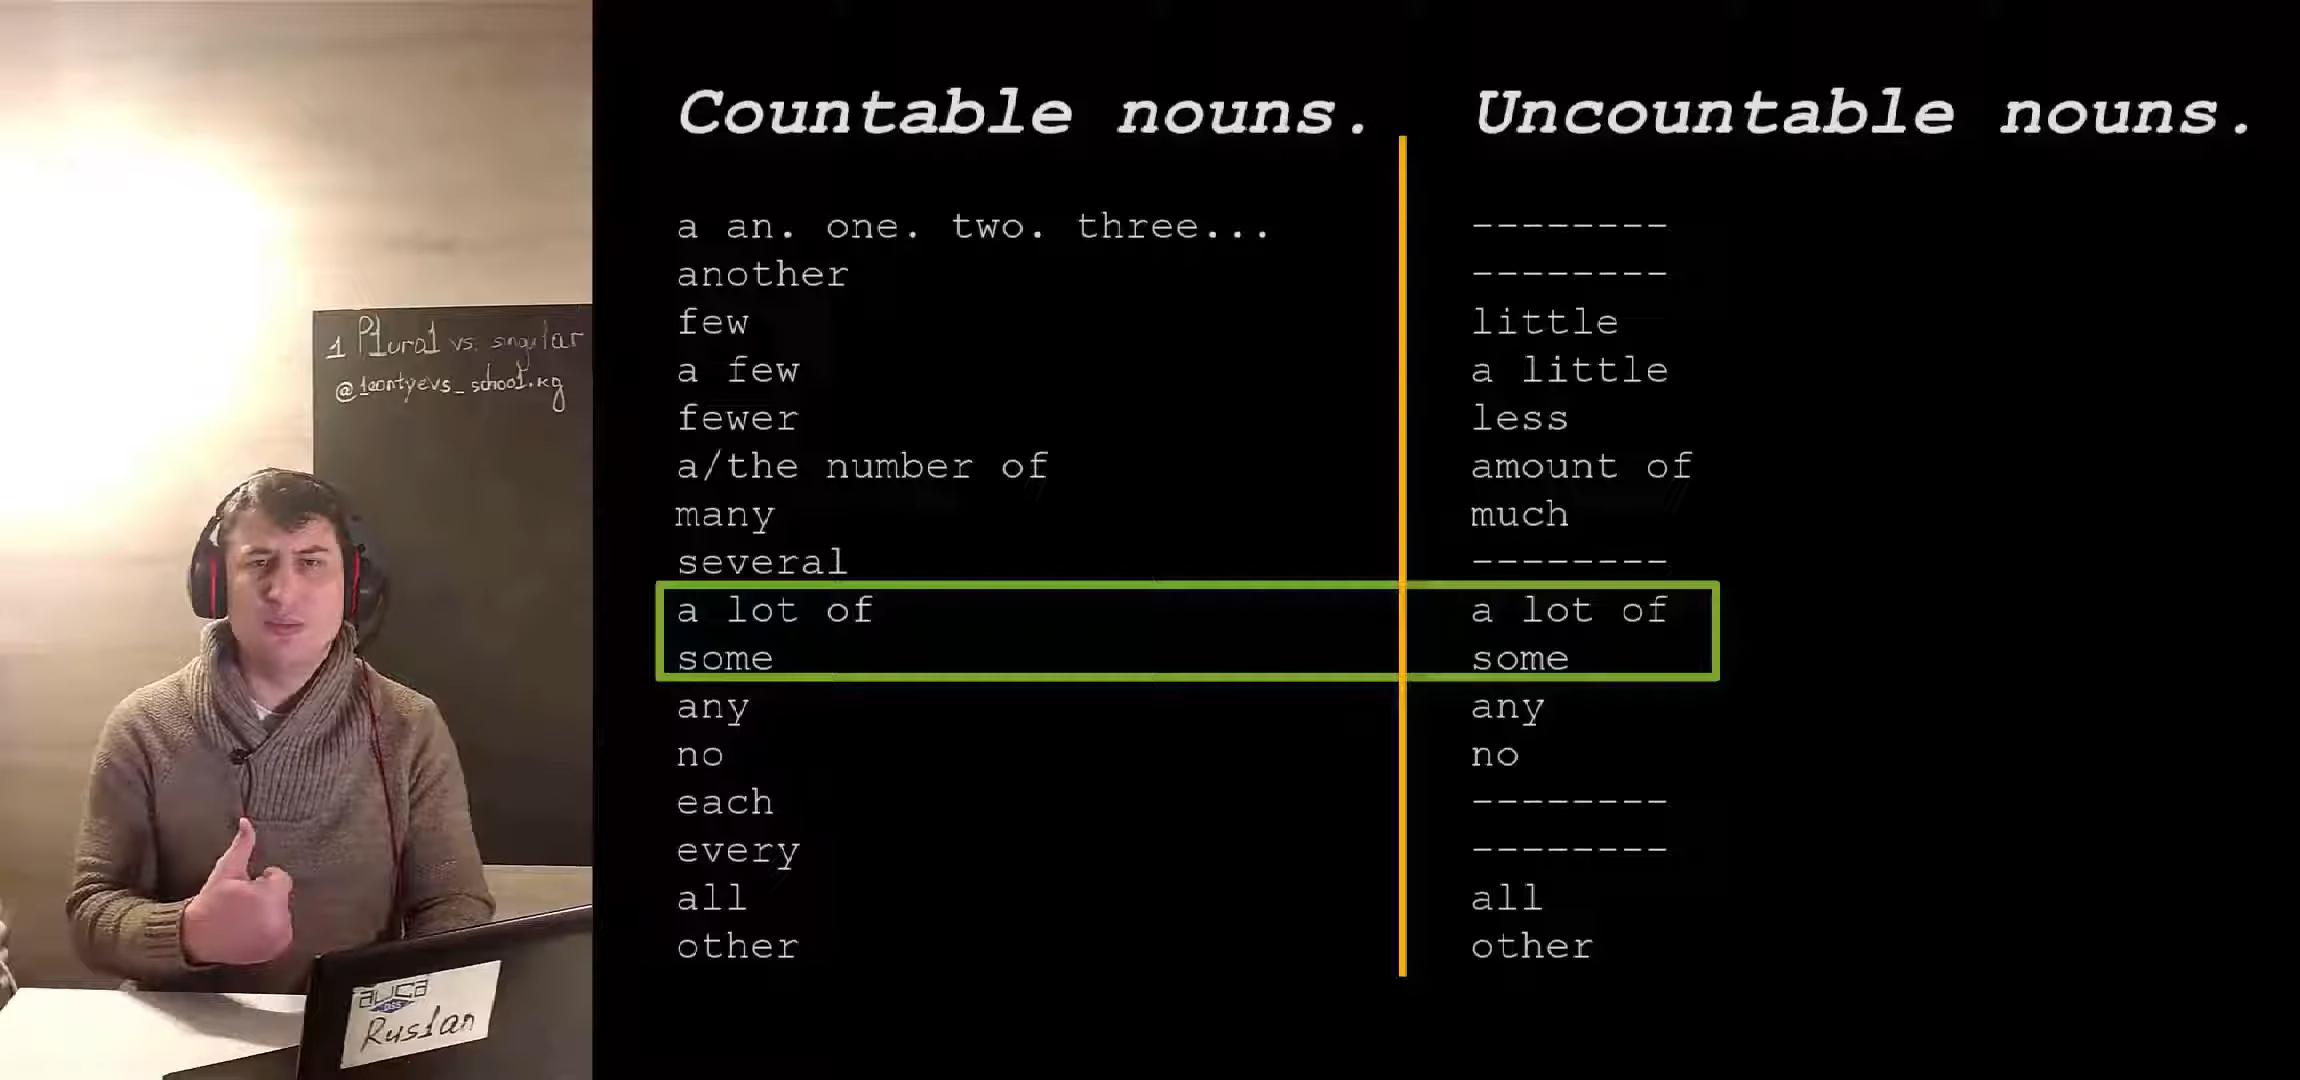 Countable nouns.
a an. one. two. three...
another
few
a few
fewer
a/the number of
many
several
a lot of
some
any
no
each
every
all
other
Uncountable nouns.
--------
--------
little
a little
less
amount of
much
--------
a lot of
some
any
no
--------
--------
all
other
1 Plural vs. singular
@leontyevs_school.kg
auca
Ruslan